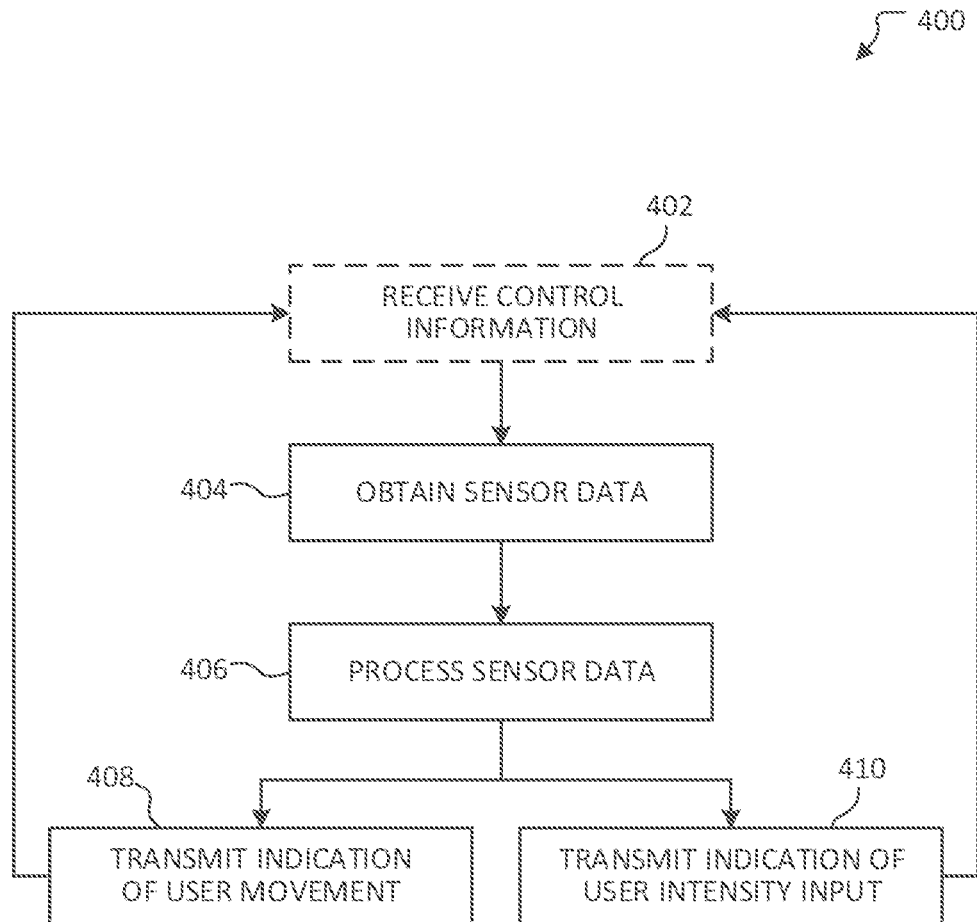 400
402
RECEIVE CONTROL
INFORMATION
404
OBTAIN SENSOR DATA
406
PROCESS SENSOR DATA
408
TRANSMIT INDICATION
OF USER MOVEMENT
410
TRANSMIT INDICATION OF
USER INTENSITY INPUT